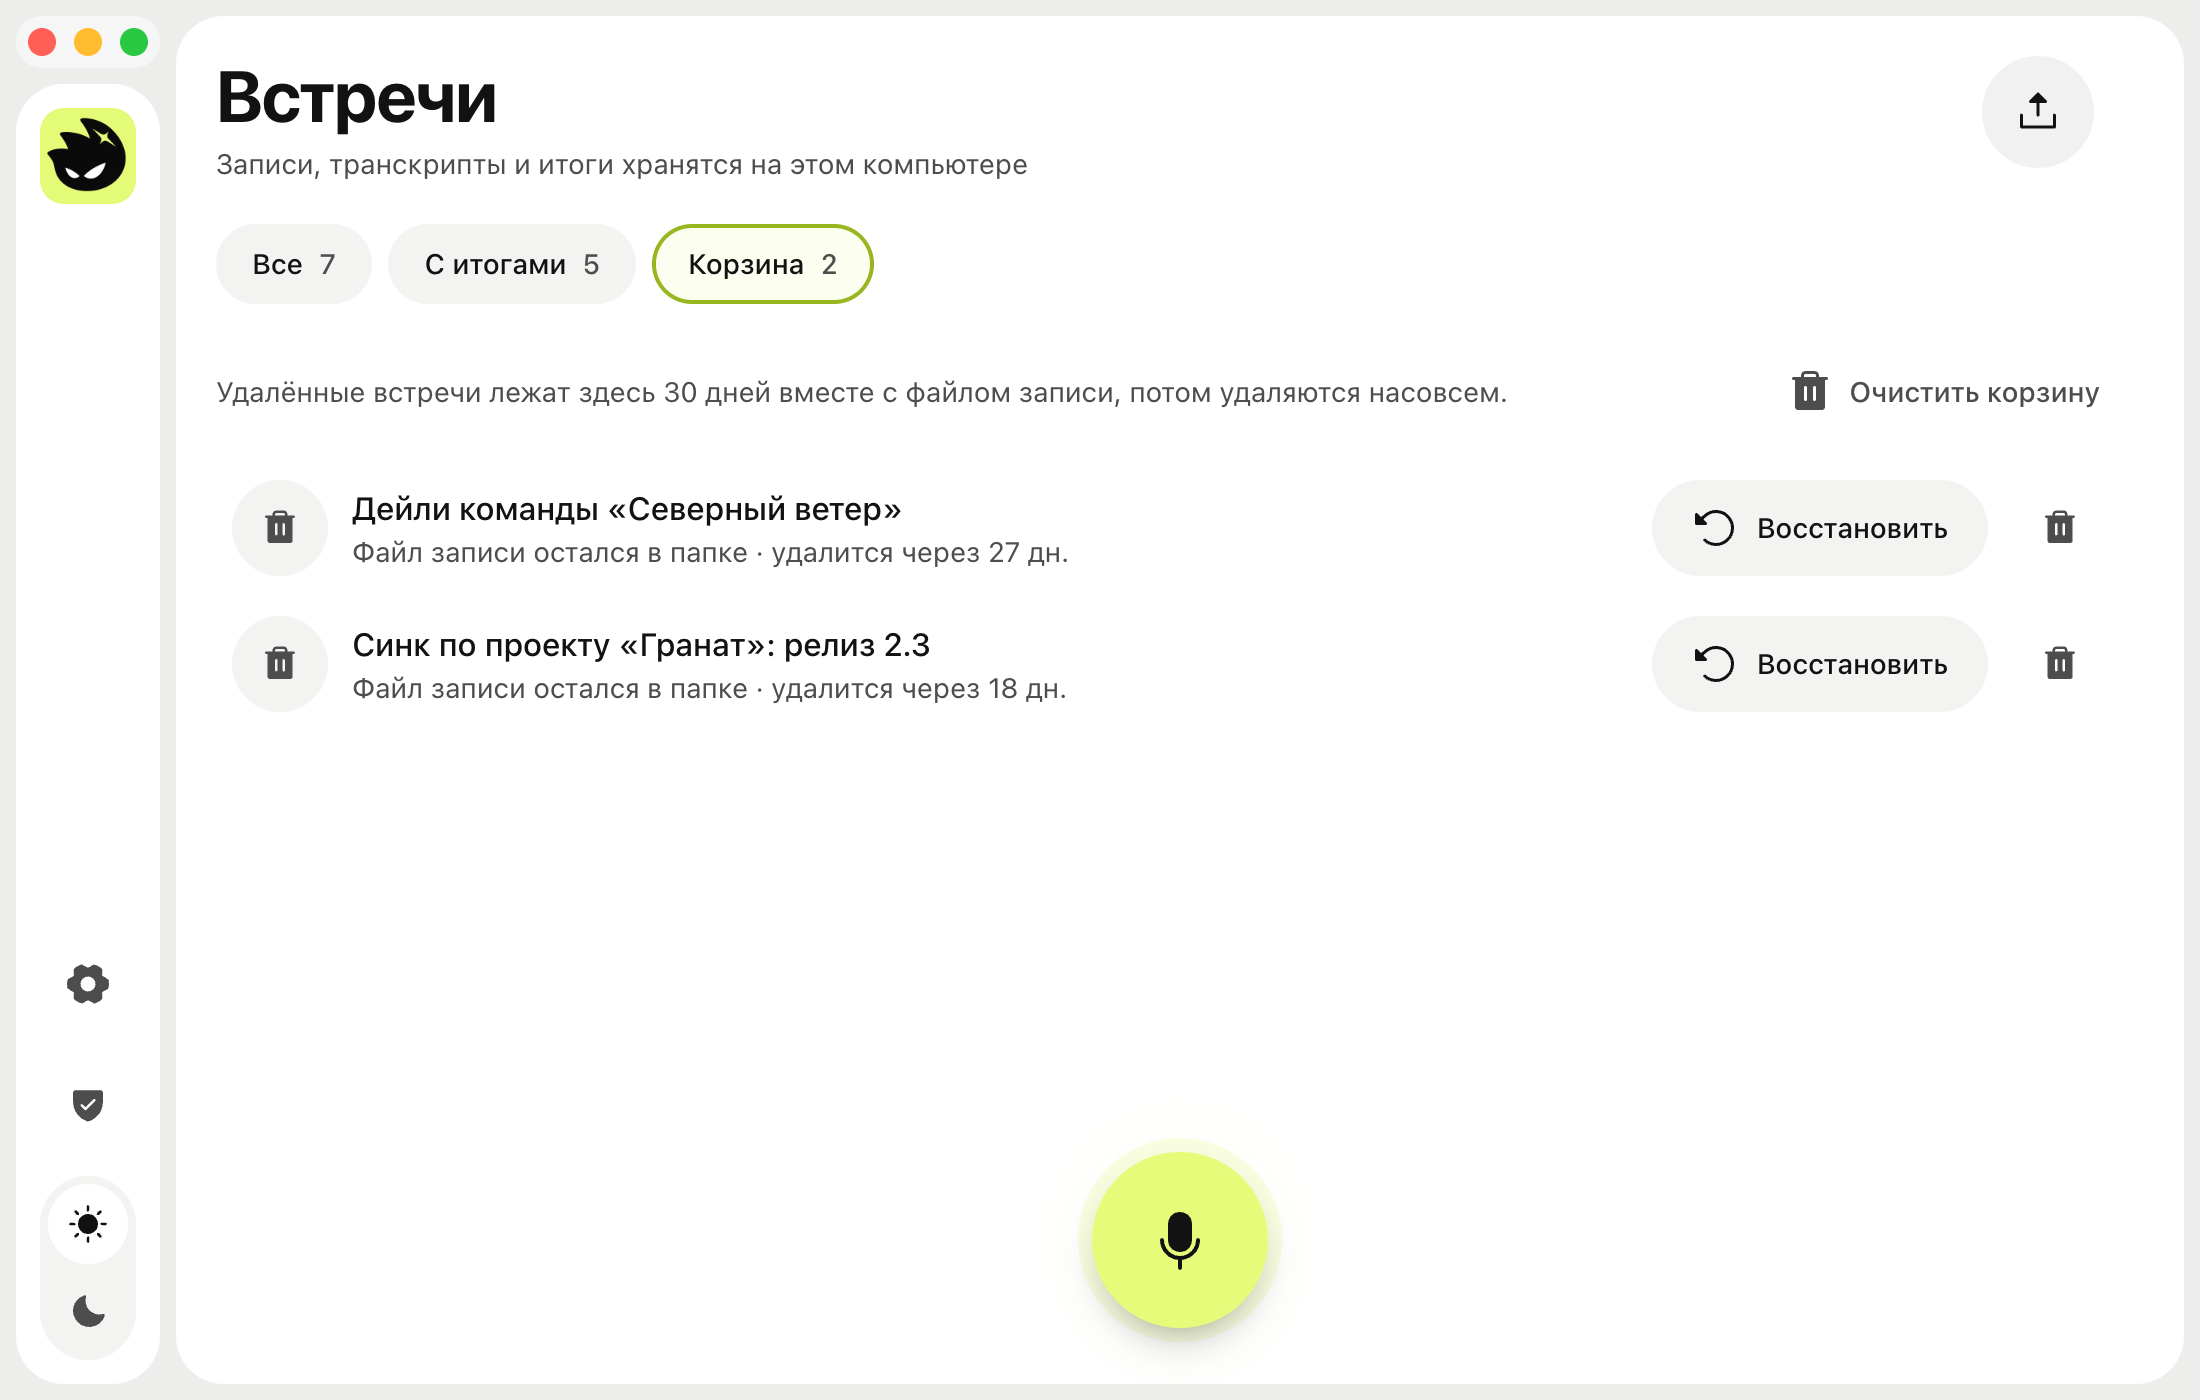 Встречи
Записи, транскрипты и итоги хранятся на этом компьютере
Все 7
С итогами 5
Корзина 2
Удалённые встречи лежат здесь 30 дней вместе с файлом записи, потом удаляются насовсем.
Очистить корзину
Дейли команды «Северный ветер»
Файл записи остался в папке · удалится через 27 дн.
Восстановить
Синк по проекту «Гранат»: релиз 2.3
Файл записи остался в папке · удалится через 18 дн.
Восстановить